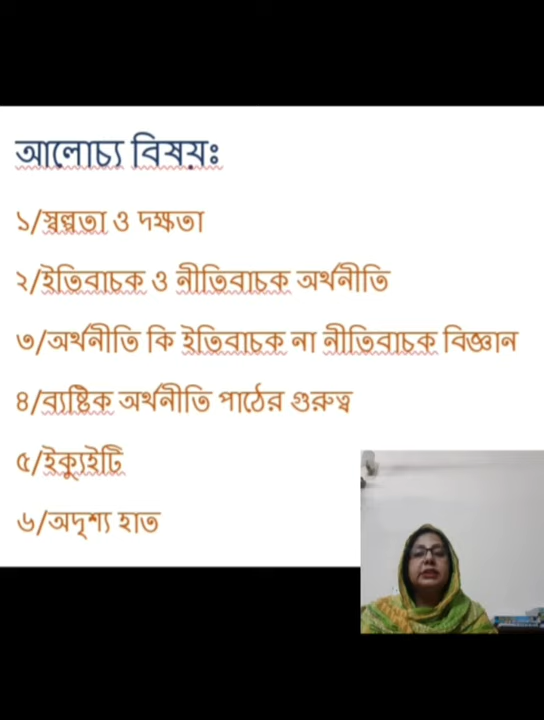 আলোচ্য বিষয়ঃ
১/স্বল্পতা ও দক্ষতা
২/ইতিবাচক ও নীতিবাচক অর্থনীতি
৩/অর্থনীতি কি ইতিবাচক না নীতিবাচক বিজ্ঞান
৪/ব্যষ্টিক অর্থনীতি পাঠের গুরুত্ব
৫/ইক্যুইটি
৬/অদৃশ্য হাত